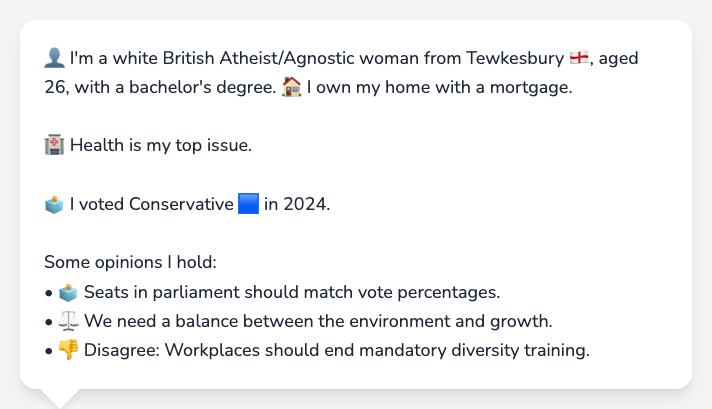 👤 I'm a white British Atheist/Agnostic woman from Tewkesbury 🏴󠁧󠁢󠁥󠁮󠁧󠁿, aged
26, with a bachelor's degree. 🏠 I own my home with a mortgage.
🏥 Health is my top issue.
🗳️ I voted Conservative 🟦 in 2024.
Some opinions I hold:
• 🗳️ Seats in parliament should match vote percentages.
• ⚖️ We need a balance between the environment and growth.
• 👎 Disagree: Workplaces should end mandatory diversity training.